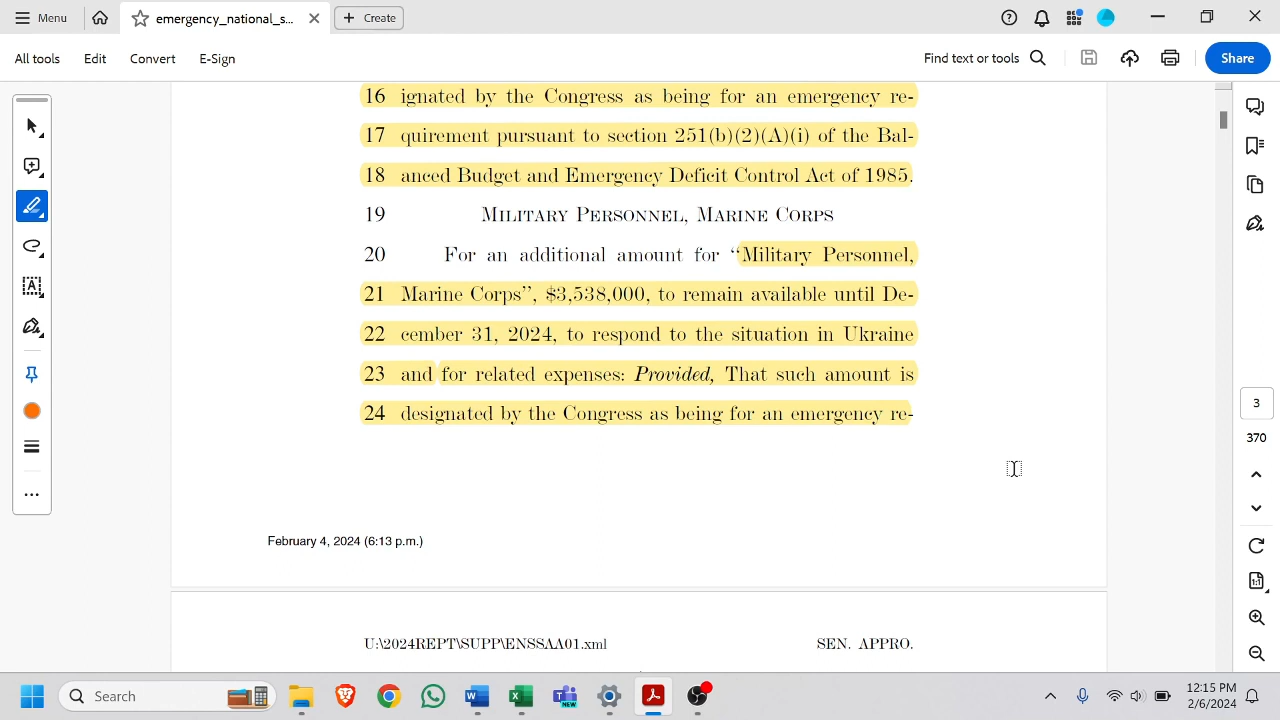 Menu
emergency_national_s...
Create
All tools
Edit
Convert
E-Sign
Find text or tools
Share
16 ignated by the Congress as being for an emergency re-
17 quirement pursuant to section 251(b)(2)(A)(i) of the Bal-
18 anced Budget and Emergency Deficit Control Act of 1985.
19 MILITARY PERSONNEL, MARINE CORPS
20 For an additional amount for ‘‘Military Personnel,
21 Marine Corps’’, $3,538,000, to remain available until De-
22 cember 31, 2024, to respond to the situation in Ukraine
23 and for related expenses: Provided, That such amount is
24 designated by the Congress as being for an emergency re-
3
370
February 4, 2024 (6:13 p.m.)
U:\2024REPT\SUPP\ENSSAA01.xml
SEN. APPRO.
Search
NEW
12:15 PM
2/6/2024